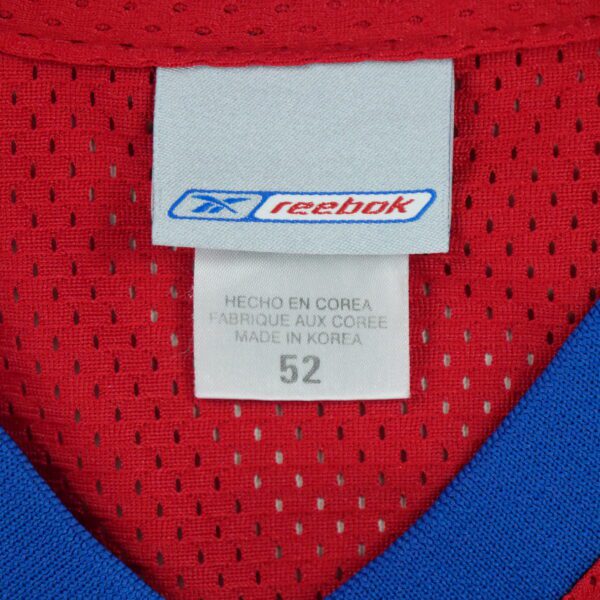 reebok
HECHO EN COREA
FABRIQUE AUX COREE
MADE IN KOREA
52